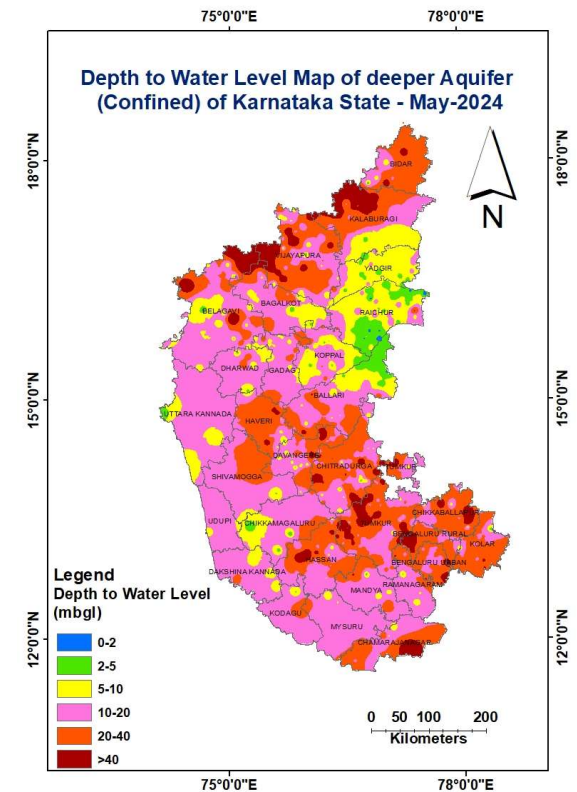 75°0'0"E 78°0'0"E
Depth to Water Level Map of deeper Aquifer
(Confined) of Karnataka State - May-2024
18°0'0"N 18°0'0"N
N
BIDAR
KALABURAGI
VIJAYAPURA
YADGIR
BAGALKOT
BELAGAVI
RAICHUR
KOPPAL
DHARWAD
GADAG
BALLARI
15°0'0"N 15°0'0"N
UTTARA KANNADA
HAVERI
DAVANGERE
CHITRADURGA
TUMKUR
SHIVAMOGGA
CHIKKABALLAPUR
UDUPI
CHIKKAMAGALURU
TUMKUR
BENGALURU RURAL
KOLAR
HASSAN
BENGALURU URBAN
DAKSHINA KANNADA
RAMANAGARAM
MANDYA
KODAGU
MYSURU
CHAMARAJANAGAR
12°0'0"N 12°0'0"N
Legend
Depth to Water Level
(mbgl)
0-2
2-5
5-10
10-20
20-40
>40
0 50 100 200
Kilometers
75°0'0"E 78°0'0"E